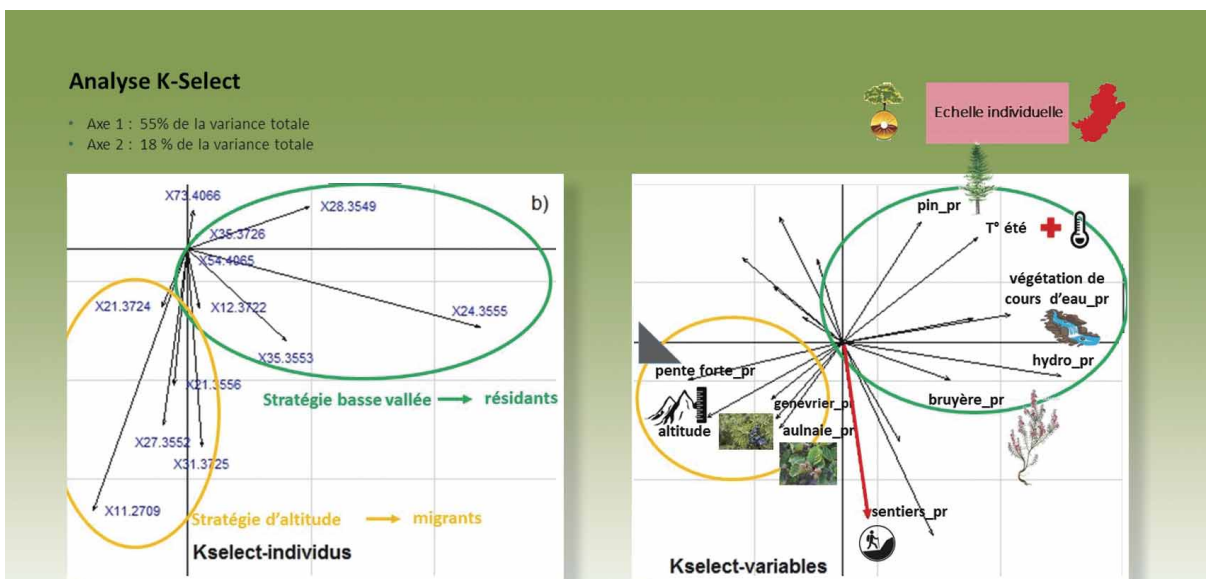 Analyse K-Select
• Axe 1 : 55% de la variance totale
• Axe 2 : 18 % de la variance totale
Echelle individuelle
b)
X73.4066
X28.3549
X35.3726
X54.4065
X21.3724
X12.3722
X24.3555
X35.3553
X21.3556
Stratégie basse vallée
résidants
X27.3552
X31.3725
X11.2709
Stratégie d'altitude
migrants
Kselect-individus
pin_pr
T° été
végétation de
cours d'eau_pr
hydro_pr
pente forte_pr
genévrier_pr
bruyère_pr
altitude
aulnaie_pr
sentiers_pr
Kselect-variables